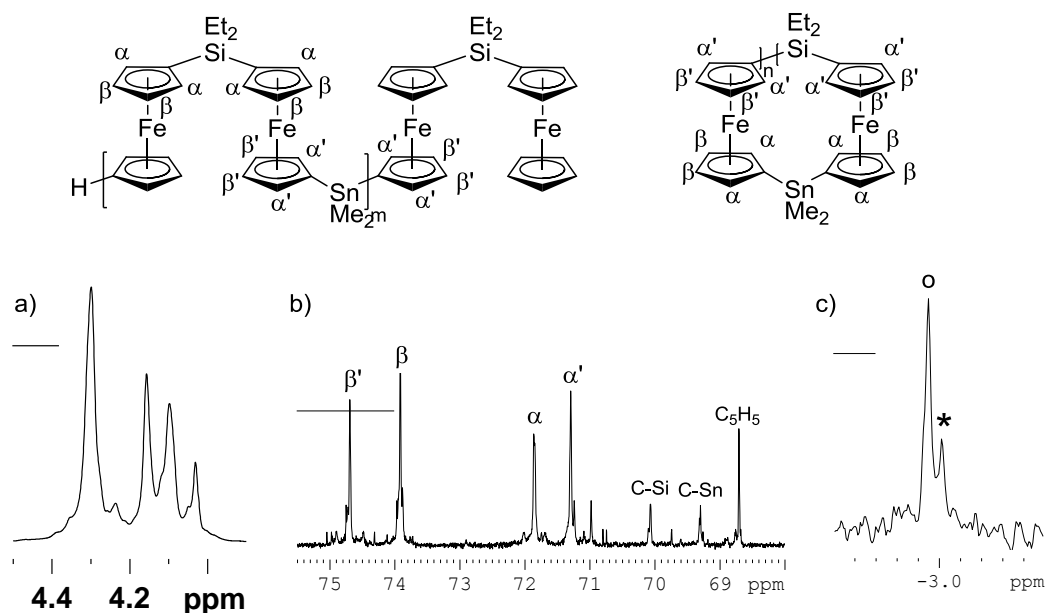 Et₂
Si
Et₂
Si
Et₂
Si
α α
β α α β
β β
Fe Fe Fe Fe
β' α' α' β'
β' α' α' β'
H [ Sn ] m
Me₂
α' ] n α'
β' α' α' β'
β' β'
Fe Fe
β α α β
β α α β
Sn
Me₂
a)
4.4 4.2 ppm
b)
β' β α α' C-Si C-Sn C₅H₅
75 74 73 72 71 70 69 ppm
c)
o
*
-3.0 ppm